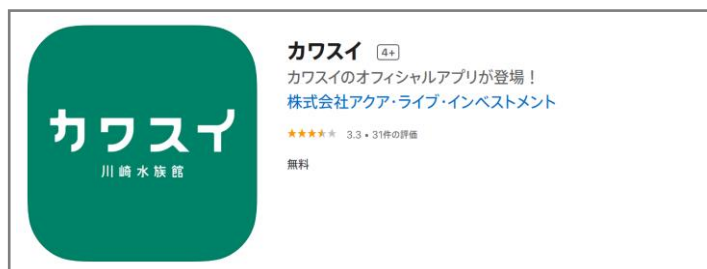 カワスイ
川崎水族館
カワスイ 4+
カワスイのオフィシャルアプリが登場！
株式会社アクア・ライブ・インベストメント
★★★★★ 3.3 • 31件の評価
無料